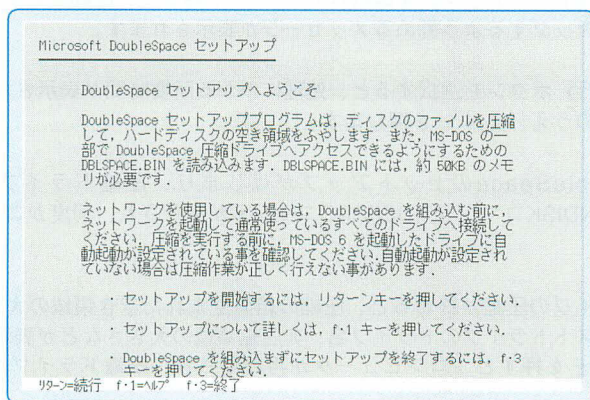 Microsoft DoubleSpace セットアップ
DoubleSpace セットアップへようこそ
DoubleSpace セットアッププログラムは，ディスクのファイルを圧縮
して，ハードディスクの空き領域をふやします．また，MS-DOS の一
部で DoubleSpace 圧縮ドライブへアクセスできるようにするための
DBLSPACE.BIN を読み込みます．DBLSPACE.BIN には，約 50KB のメモ
リが必要です．
ネットワークを使用している場合は，DoubleSpace を組み込む前に，
ネットワークを起動して通常使っているすべてのドライブへ接続して
ください．圧縮を実行する前に，MS-DOS 6 を起動したドライブに自
動起動が設定されている事を確認してください．自動起動が設定され
ていない場合は圧縮作業が正しく行えない事があります．
・ セットアップを開始するには，リターンキーを押してください．
・ セットアップについて詳しくは，f・1 キーを押してください．
・ DoubleSpace を組み込まずにセットアップを終了するには，f・3
キーを押してください．
ﾘﾀｰﾝ=続行 f・1=ﾍﾙﾌﾟ f・3=終了